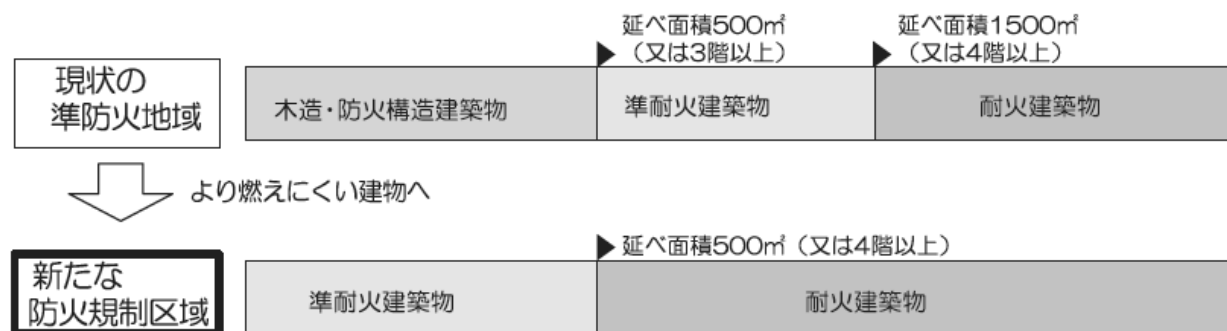 延べ面積500㎡
（又は3階以上）
延べ面積1500㎡
（又は4階以上）
現状の
準防火地域
木造・防火構造建築物
準耐火建築物
耐火建築物
より燃えにくい建物へ
延べ面積500㎡（又は4階以上）
新たな
防火規制区域
準耐火建築物
耐火建築物